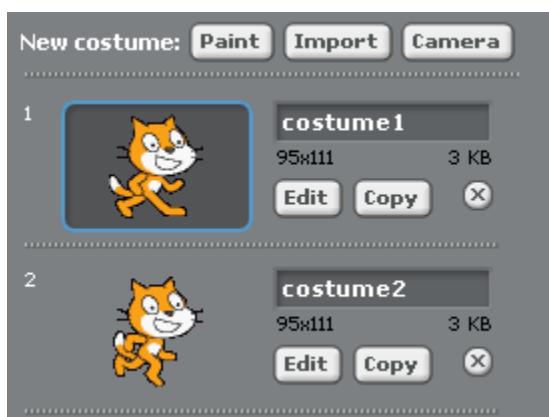 New costume: Paint Import Camera
1
costume1
95x111 3 KB
Edit Copy
2
costume2
95x111 3 KB
Edit Copy